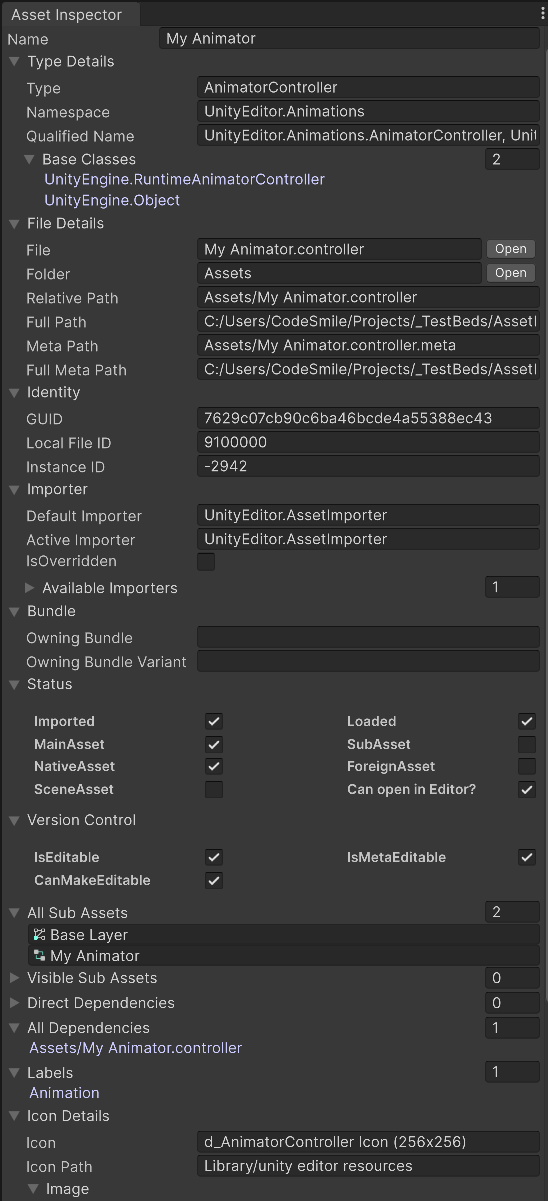 Asset Inspector
Name My Animator
Type Details
Type AnimatorController
Namespace UnityEditor.Animations
Qualified Name UnityEditor.Animations.AnimatorController, Unit
Base Classes 2
UnityEngine.RuntimeAnimatorController
UnityEngine.Object
File Details
File My Animator.controller Open
Folder Assets Open
Relative Path Assets/My Animator.controller
Full Path C:/Users/CodeSmile/Projects/_TestBeds/AssetI
Meta Path Assets/My Animator.controller.meta
Full Meta Path C:/Users/CodeSmile/Projects/_TestBeds/AssetI
Identity
GUID 7629c07cb90c6ba46bcde4a55388ec43
Local File ID 9100000
Instance ID -2942
Importer
Default Importer UnityEditor.AssetImporter
Active Importer UnityEditor.AssetImporter
IsOverridden
Available Importers 1
Bundle
Owning Bundle
Owning Bundle Variant
Status
Imported Loaded
MainAsset SubAsset
NativeAsset ForeignAsset
SceneAsset Can open in Editor?
Version Control
IsEditable IsMetaEditable
CanMakeEditable
All Sub Assets 2
Base Layer
My Animator
Visible Sub Assets 0
Direct Dependencies 0
All Dependencies 1
Assets/My Animator.controller
Labels 1
Animation
Icon Details
Icon d_AnimatorController Icon (256x256)
Icon Path Library/unity editor resources
Image